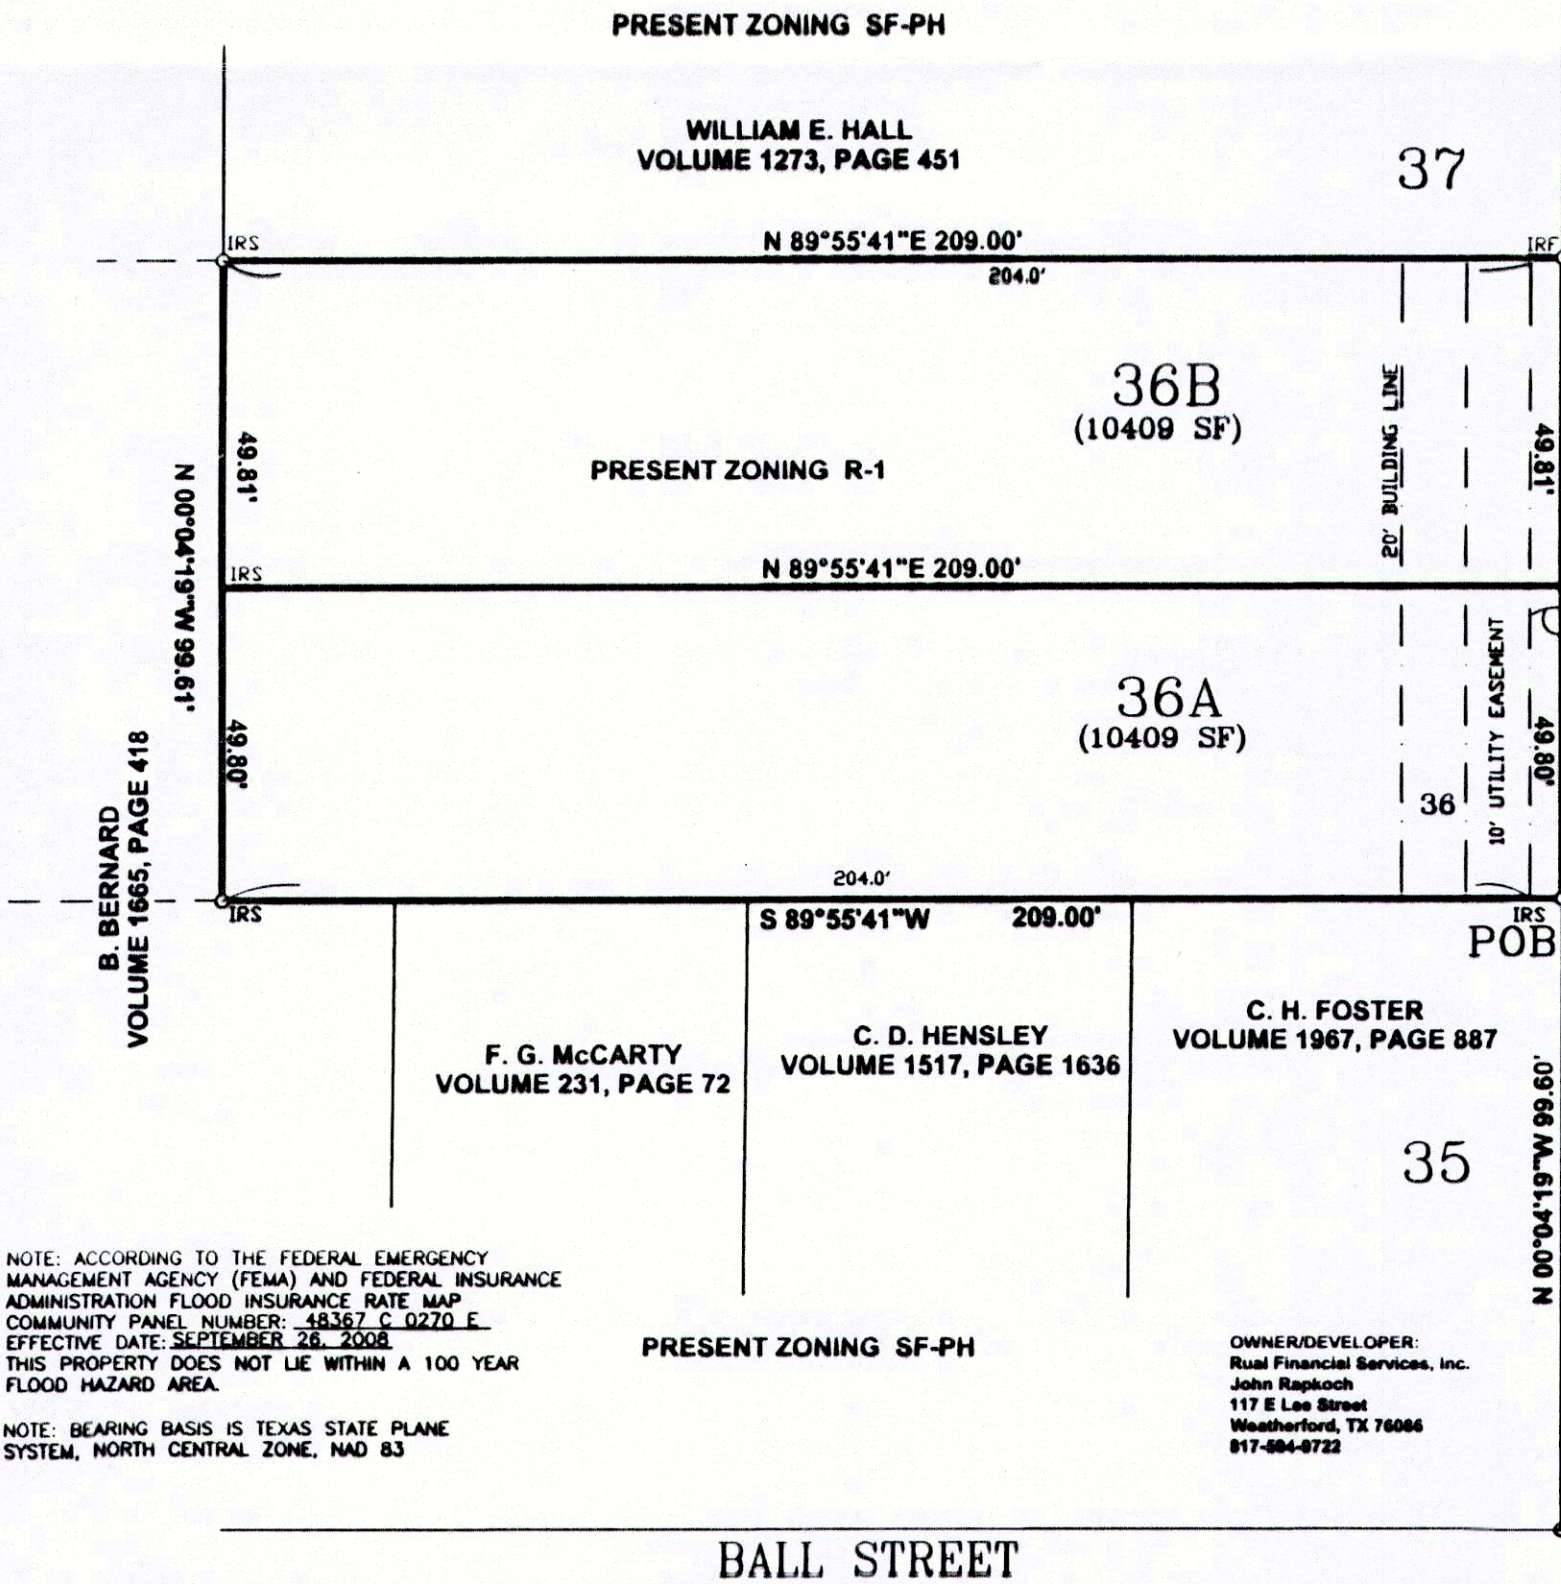 PRESENT ZONING SF-PH
WILLIAM E. HALL
VOLUME 1273, PAGE 451
37
IRS
N 89°55'41"E 209.00'
IRF
204.0'
36B
(10409 SF)
20' BUILDING LINE
49.81'
49.81'
PRESENT ZONING R-1
N 00°04'19"W 99.61'
IRS
N 89°55'41"E 209.00'
36A
(10409 SF)
10' UTILITY EASEMENT
49.80'
49.80'
36
B. BERNARD
VOLUME 1665, PAGE 418
204.0'
IRS
S 89°55'41"W 209.00'
IRS
POB
F. G. McCARTY
VOLUME 231, PAGE 72
C. D. HENSLEY
VOLUME 1517, PAGE 1636
C. H. FOSTER
VOLUME 1967, PAGE 887
35
N 00°04'19"W 99.60'
NOTE: ACCORDING TO THE FEDERAL EMERGENCY
MANAGEMENT AGENCY (FEMA) AND FEDERAL INSURANCE
ADMINISTRATION FLOOD INSURANCE RATE MAP
COMMUNITY PANEL NUMBER: 48367 C 0270 E
EFFECTIVE DATE: SEPTEMBER 26, 2008
THIS PROPERTY DOES NOT LIE WITHIN A 100 YEAR
FLOOD HAZARD AREA.
NOTE: BEARING BASIS IS TEXAS STATE PLANE
SYSTEM, NORTH CENTRAL ZONE, NAD 83
PRESENT ZONING SF-PH
OWNER/DEVELOPER:
Rual Financial Services, Inc.
John Rapkoch
117 E Lee Street
Weatherford, TX 76086
BALL STREET